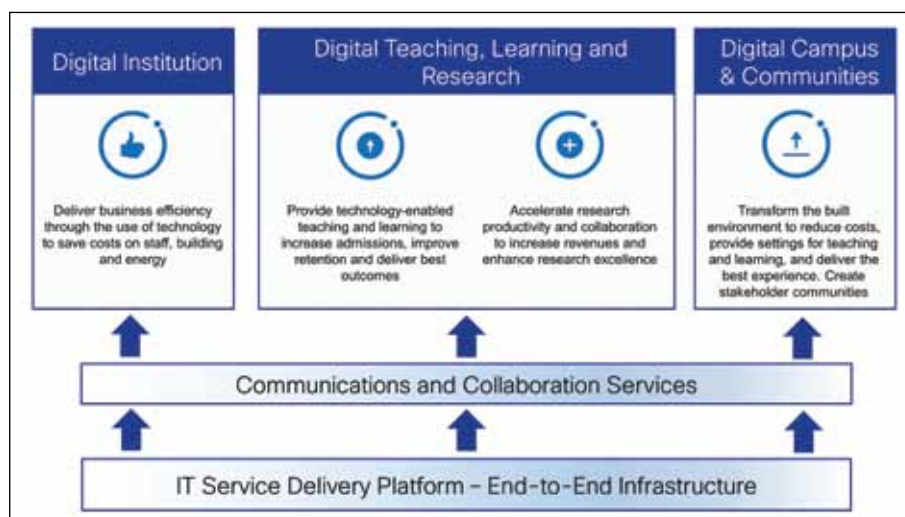 Digital Institution
Deliver business efficiency
through the use of technology
to save costs on staff, building
and energy
Digital Teaching, Learning and
Research
Provide technology-enabled
teaching and learning to
increase admissions, improve
retention and deliver best
outcomes
Accelerate research
productivity and collaboration
to increase revenues and
enhance research excellence
Digital Campus
& Communities
Transform the built
environment to reduce costs,
provide settings for teaching
and learning, and deliver the
best experience. Create
stakeholder communities
Communications and Collaboration Services
IT Service Delivery Platform – End-to-End Infrastructure